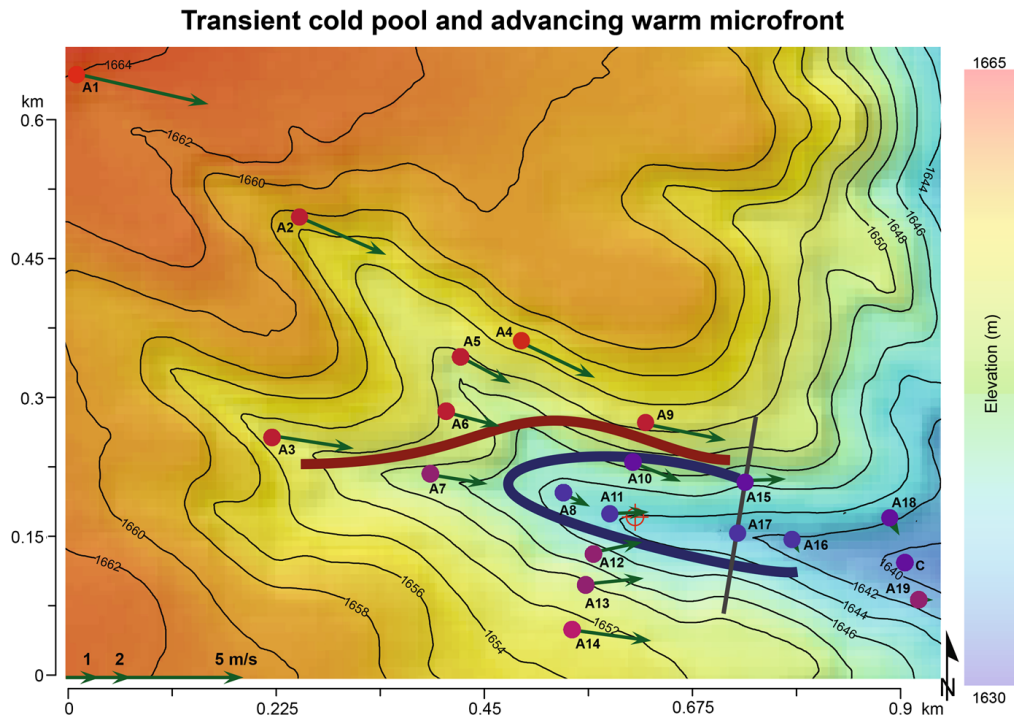 Transient cold pool and advancing warm microfront
1665
km
1664
A1
0.6
1662
1644
1660
1646
A2
1648
1650
0.45
A4
A5
Elevation (m)
0.3
A9
A6
A3
A10
A7
A15
A11
A18
A8
A17
0.15
1660
A16
A12
C
1640
1662
A19
1656
A13
1642
1658
1644
1652
1646
A14
1654
1 2 5 m/s
0
N
1630
0 0.225 0.45 0.675 0.9 km